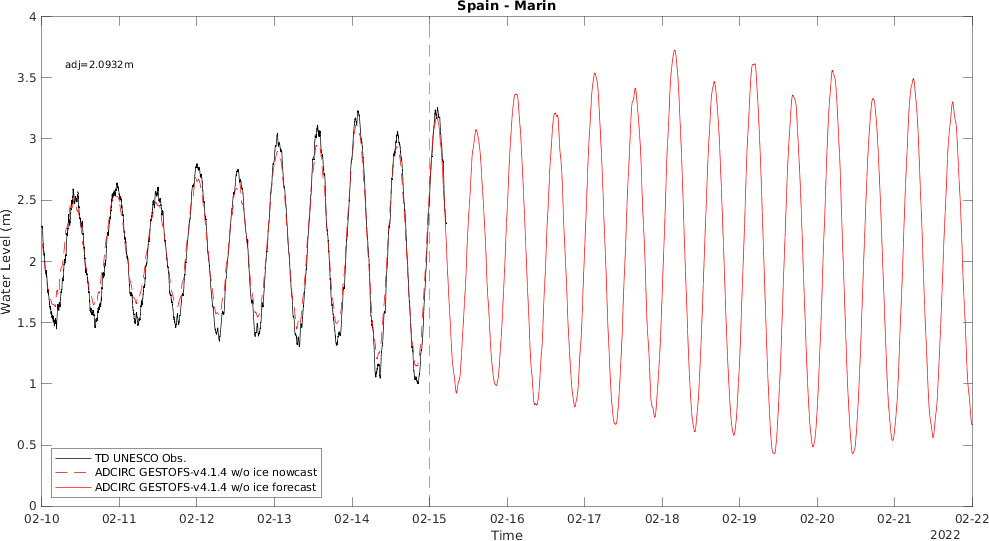 Spain - Marin
4
adj=2.0932m
3.5
3
2.5
2
1.5
1
0.5
0
Water Level (m)
TD UNESCO Obs.
ADCIRC GESTOFS-v4.1.4 w/o ice nowcast
ADCIRC GESTOFS-v4.1.4 w/o ice forecast
02-10 02-11 02-12 02-13 02-14 02-15 02-16 02-17 02-18 02-19 02-20 02-21 02-22
Time
2022